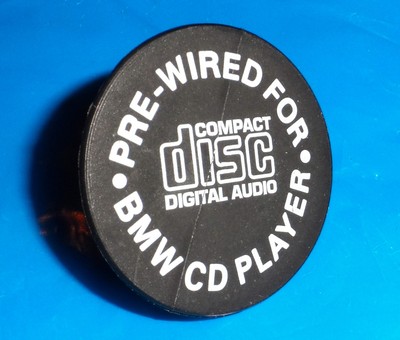 • PRE-WIRED FOR •
BMW CD PLAYER
COMPACT
disc
DIGITAL AUDIO